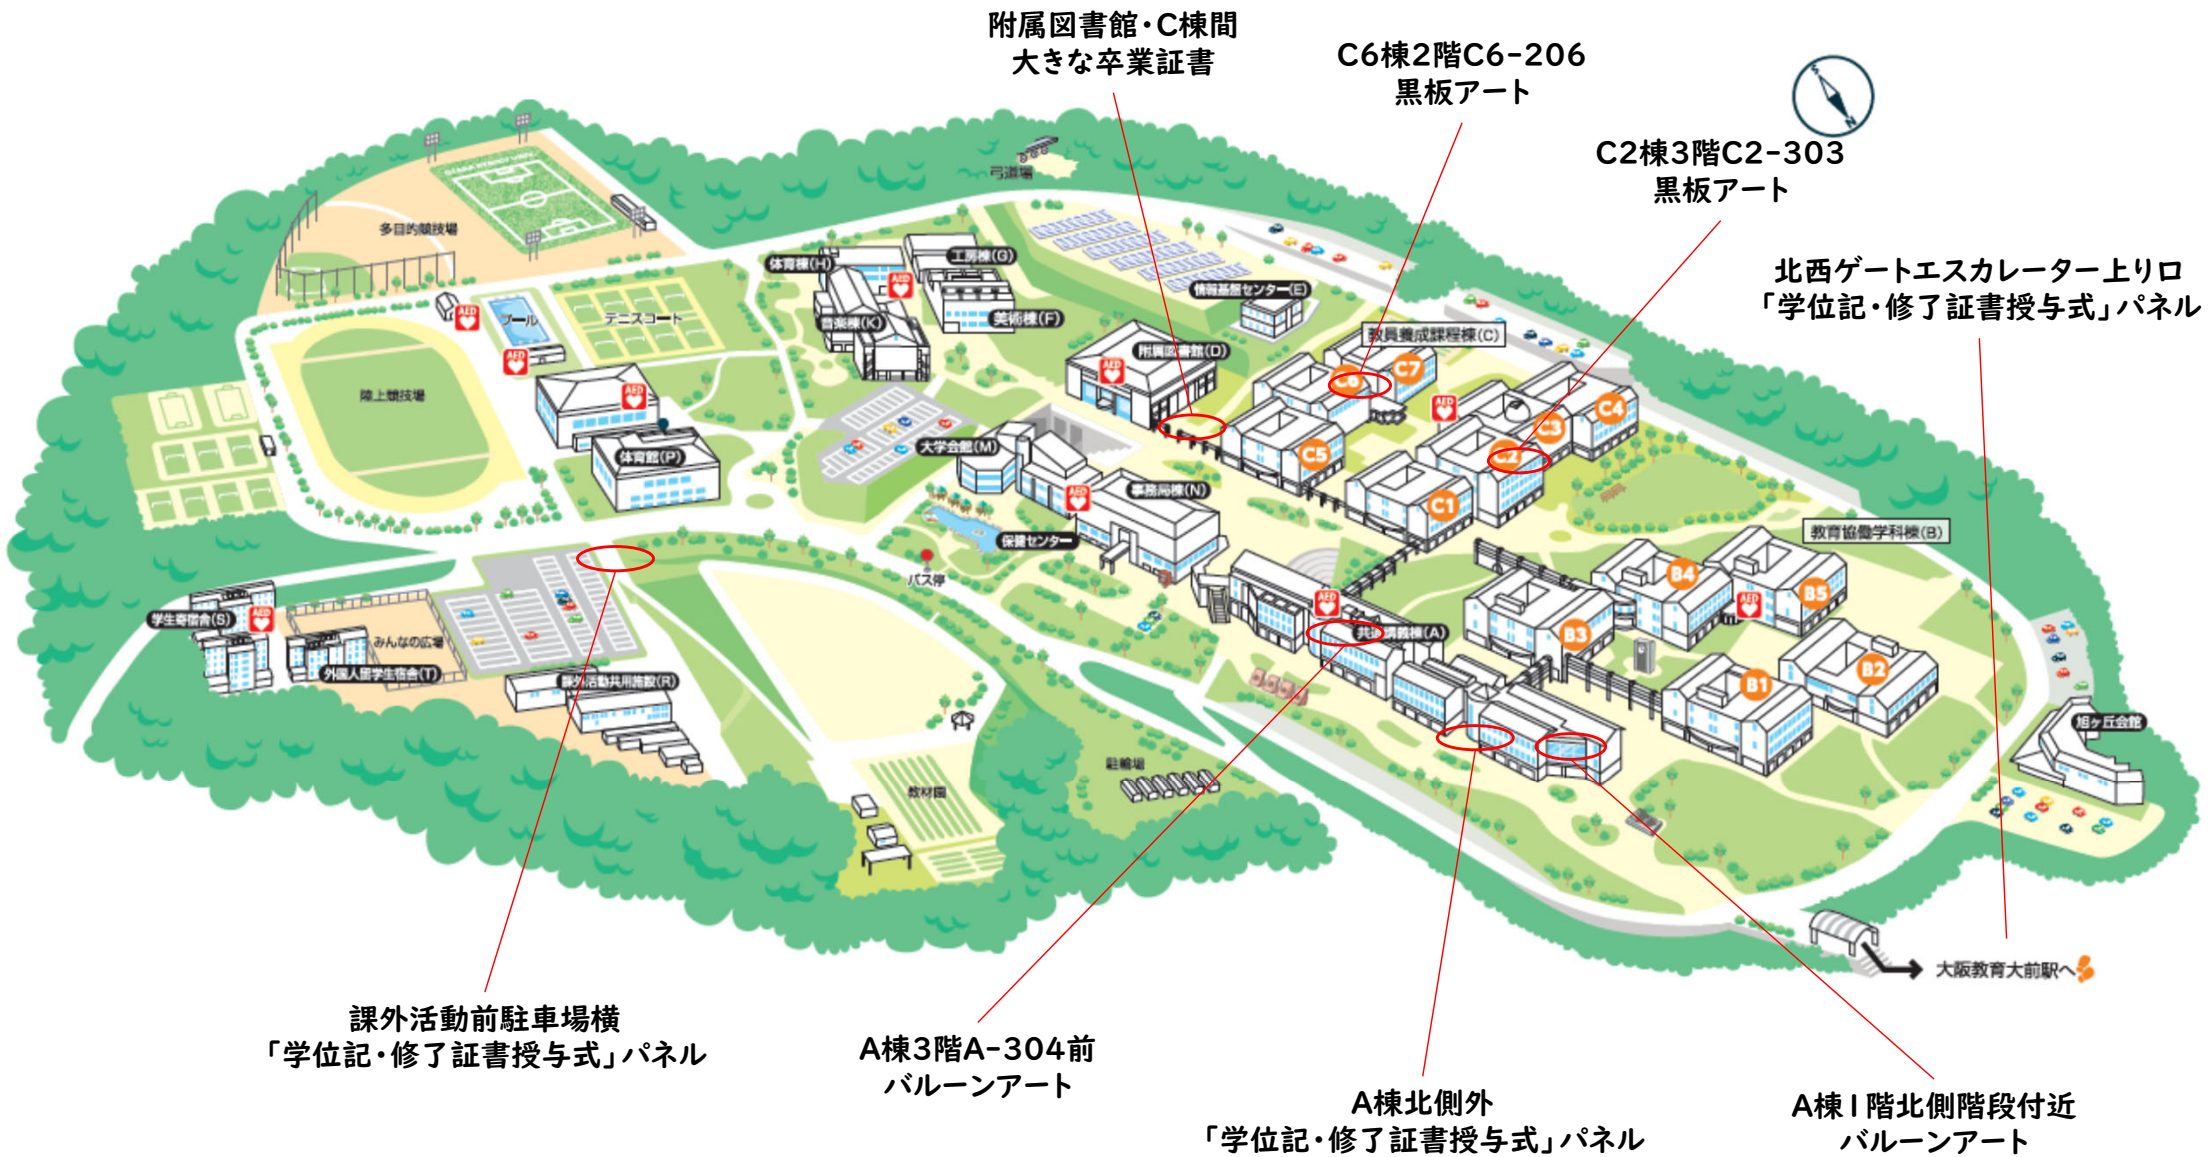 附属図書館・C棟間
大きな卒業証書
C6棟2階C6-206
黒板アート
C2棟3階C2-303
黒板アート
北西ゲートエスカレーター上り口
「学位記・修了証書授与式」パネル
S
N
OSAKA KYOIKU UNIV.
弓道場
多目的競技場
体育棟(H)
工房棟(G)
AED
情報基盤センター(E)
音楽棟(K)
美術棟(F)
AED
プール
テニスコート
教員養成課程棟(C)
附属図書館(D)
AED
AED
C6
C7
陸上競技場
AED
AED
C4
C3
大学会館(M)
体育館(P)
C5
C2
事務局棟(N)
AED
C1
教育協働学科棟(B)
保健センター
バス停
B4
B5
AED
AED
学生寄宿舎(S)
AED
みんなの広場
共通講義棟(A)
B3
外国人留学生宿舎(T)
課外活動共用施設(R)
B1
B2
旭ヶ丘会館
駐輪場
教材園
大阪教育大前駅へ
課外活動前駐車場横
「学位記・修了証書授与式」パネル
A棟3階A-304前
バルーンアート
A棟北側外
「学位記・修了証書授与式」パネル
A棟1階北側階段付近
バルーンアート